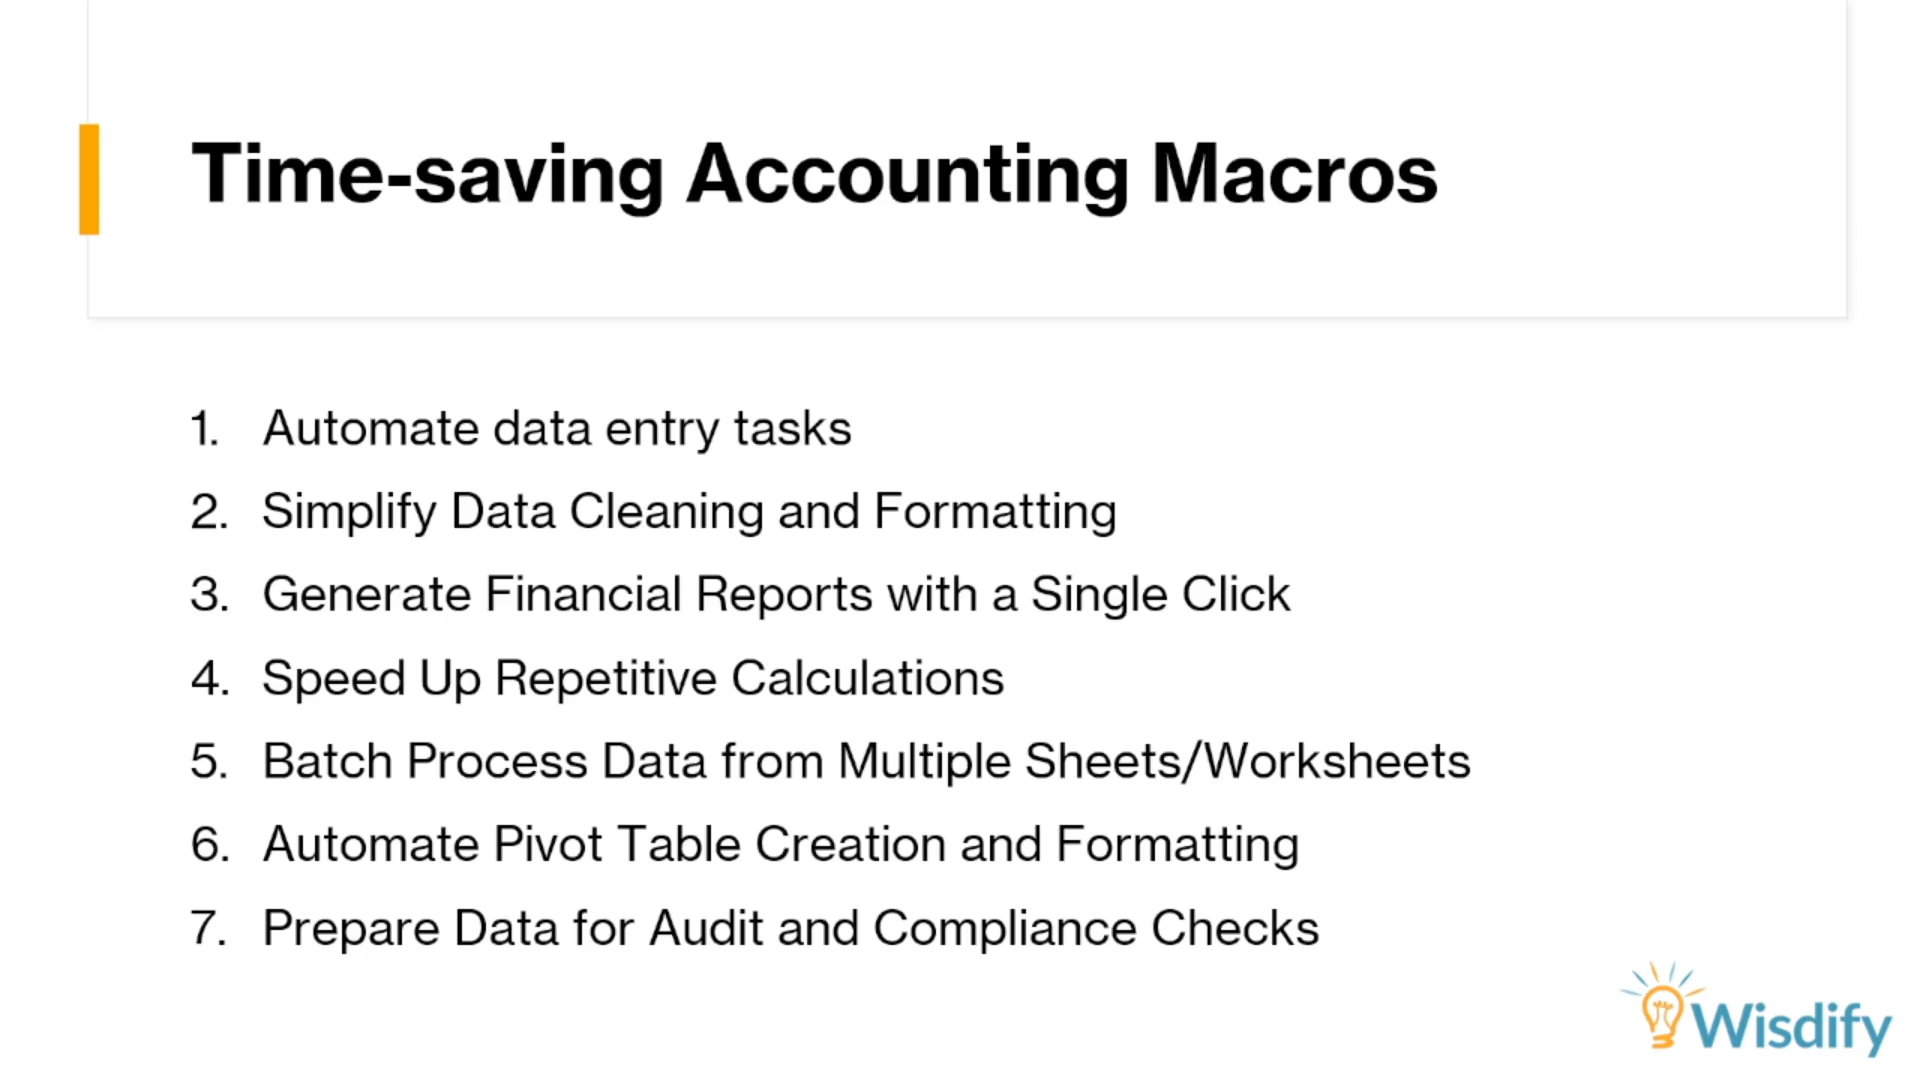 Time-saving Accounting Macros
1. Automate data entry tasks
2. Simplify Data Cleaning and Formatting
3. Generate Financial Reports with a Single Click
4. Speed Up Repetitive Calculations
5. Batch Process Data from Multiple Sheets/Worksheets
6. Automate Pivot Table Creation and Formatting
7. Prepare Data for Audit and Compliance Checks
Wisdify